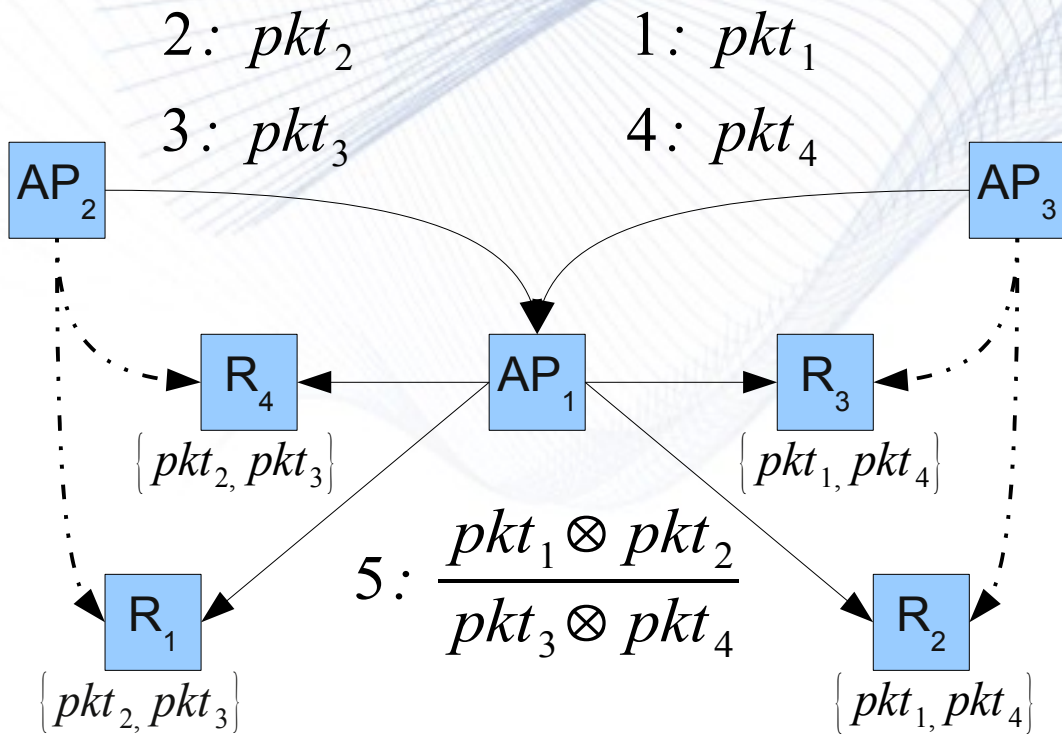 2: pkt₂
1: pkt₁
3: pkt₃
4: pkt₄
AP₂
AP₃
R₄
AP₁
R₃
{pkt₂, pkt₃}
{pkt₁, pkt₄}
5: pkt₁ ⊗ pkt₂
pkt₃ ⊗ pkt₄
R₁
R₂
{pkt₂, pkt₃}
{pkt₁, pkt₄}